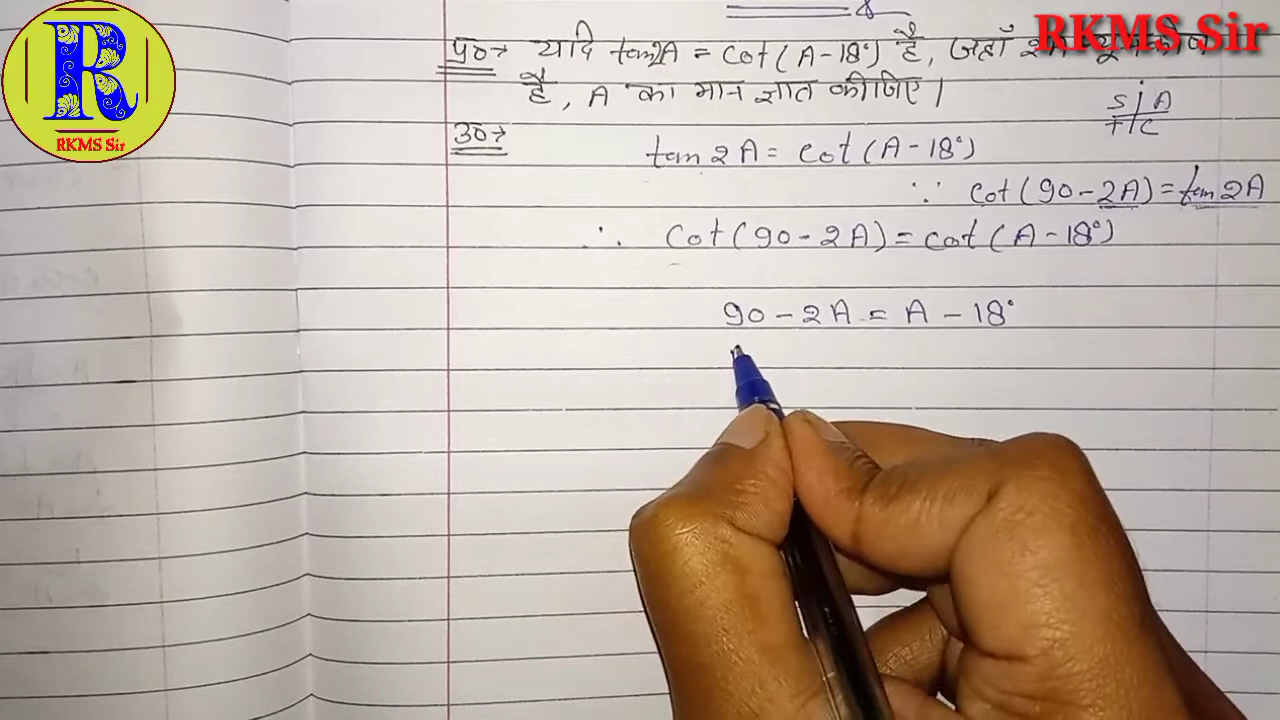 R
RKMS Sir
RKMS Sir
प्र०→ यदि tan2A = cot(A-18°) है, जहाँ 2A
है, A का मान ज्ञात कीजिए।
S A
T C
उ०→
tan 2A = cot(A-18°)
∵ cot(90-2A) = tan 2A
∴ cot(90-2A) = cot(A-18°)
90-2A = A-18°